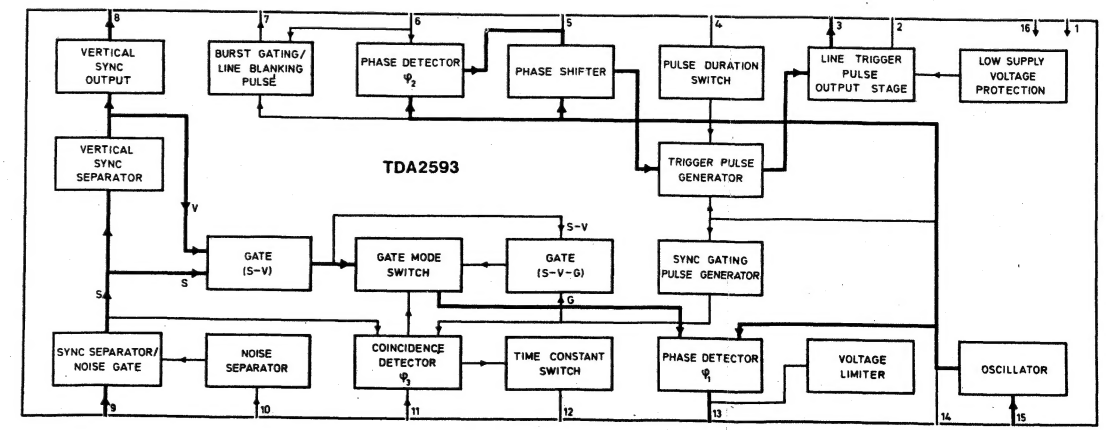 8
7
6
5
4
3
2
16
1
VERTICAL
SYNC
OUTPUT
BURST GATING/
LINE BLANKING
PULSE
PHASE DETECTOR
φ2
PHASE SHIFTER
PULSE DURATION
SWITCH
LINE TRIGGER
PULSE
OUTPUT STAGE
LOW SUPPLY
VOLTAGE
PROTECTION
VERTICAL
SYNC
SEPARATOR
TDA2593
TRIGGER PULSE
GENERATOR
V
S-V
GATE
(S-V)
GATE MODE
SWITCH
GATE
(S-V-G)
SYNC GATING
PULSE GENERATOR
S
S
G
SYNC SEPARATOR/
NOISE GATE
NOISE
SEPARATOR
COINCIDENCE
DETECTOR
φ3
TIME CONSTANT
SWITCH
PHASE DETECTOR
φ1
VOLTAGE
LIMITER
OSCILLATOR
9
10
11
12
13
14
15